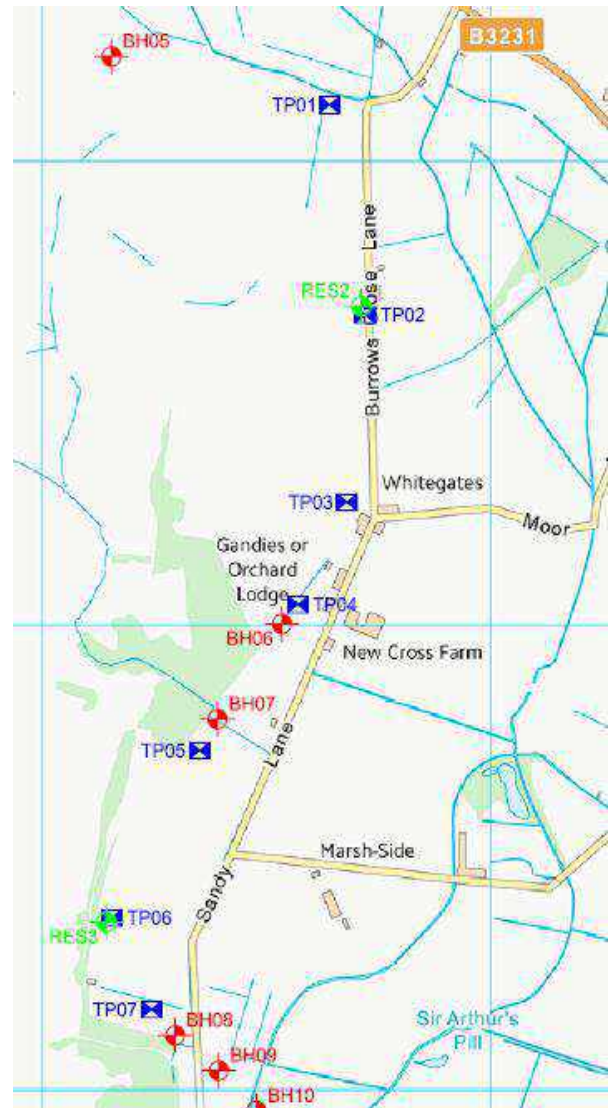 BH05
B3231
TP01
Burrows Close Lane
RES2
TP02
Whitegates
TP03
Moor
Gandies or
Orchard
Lodge
TP04
BH06
New Cross Farm
BH07
TP05
Sandy Lane
Marsh-Side
TP06
RES3
TP07
BH08
Sir Arthur's
Pill
BH09
BH10